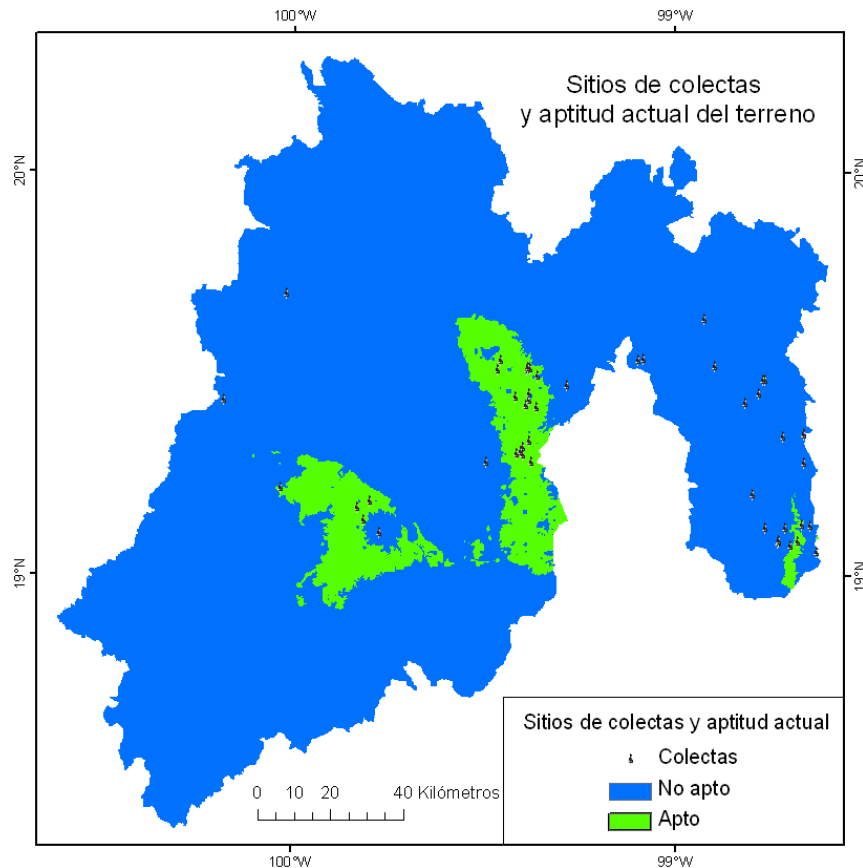 100°W 99°W
Sitios de colectas
y aptitud actual del terreno
20°N 20°N
19°N 19°N
Sitios de colectas y aptitud actual
Colectas
No apto
Apto
0 10 20 40 Kilómetros
100°W 99°W